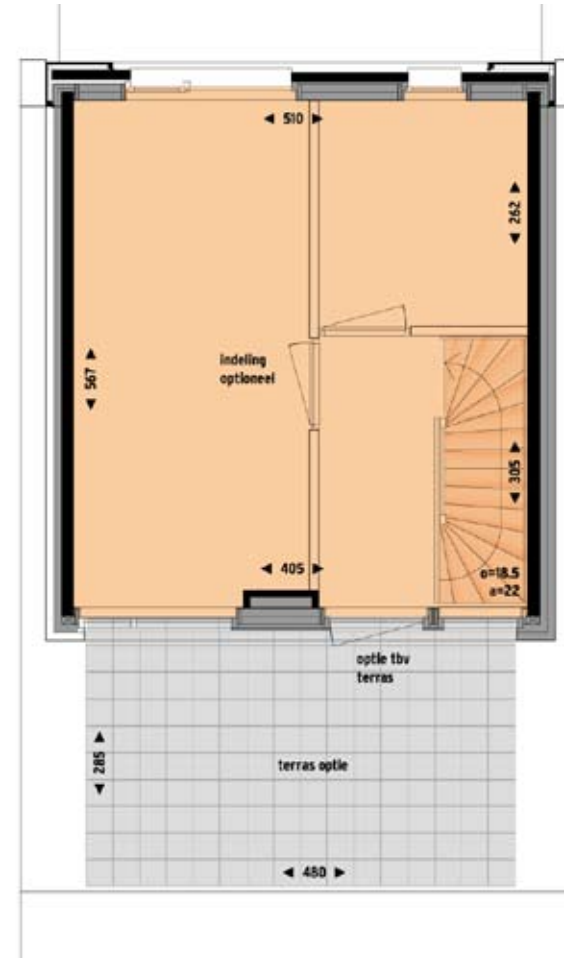 ◄ 510 ►
◄ 262 ►
indeling
optioneel
◄ 567 ►
◄ 305 ►
◄ 405 ►
o=18.5
a=22
optie tbv
terras
◄ 285 ►
terras optie
◄ 480 ►